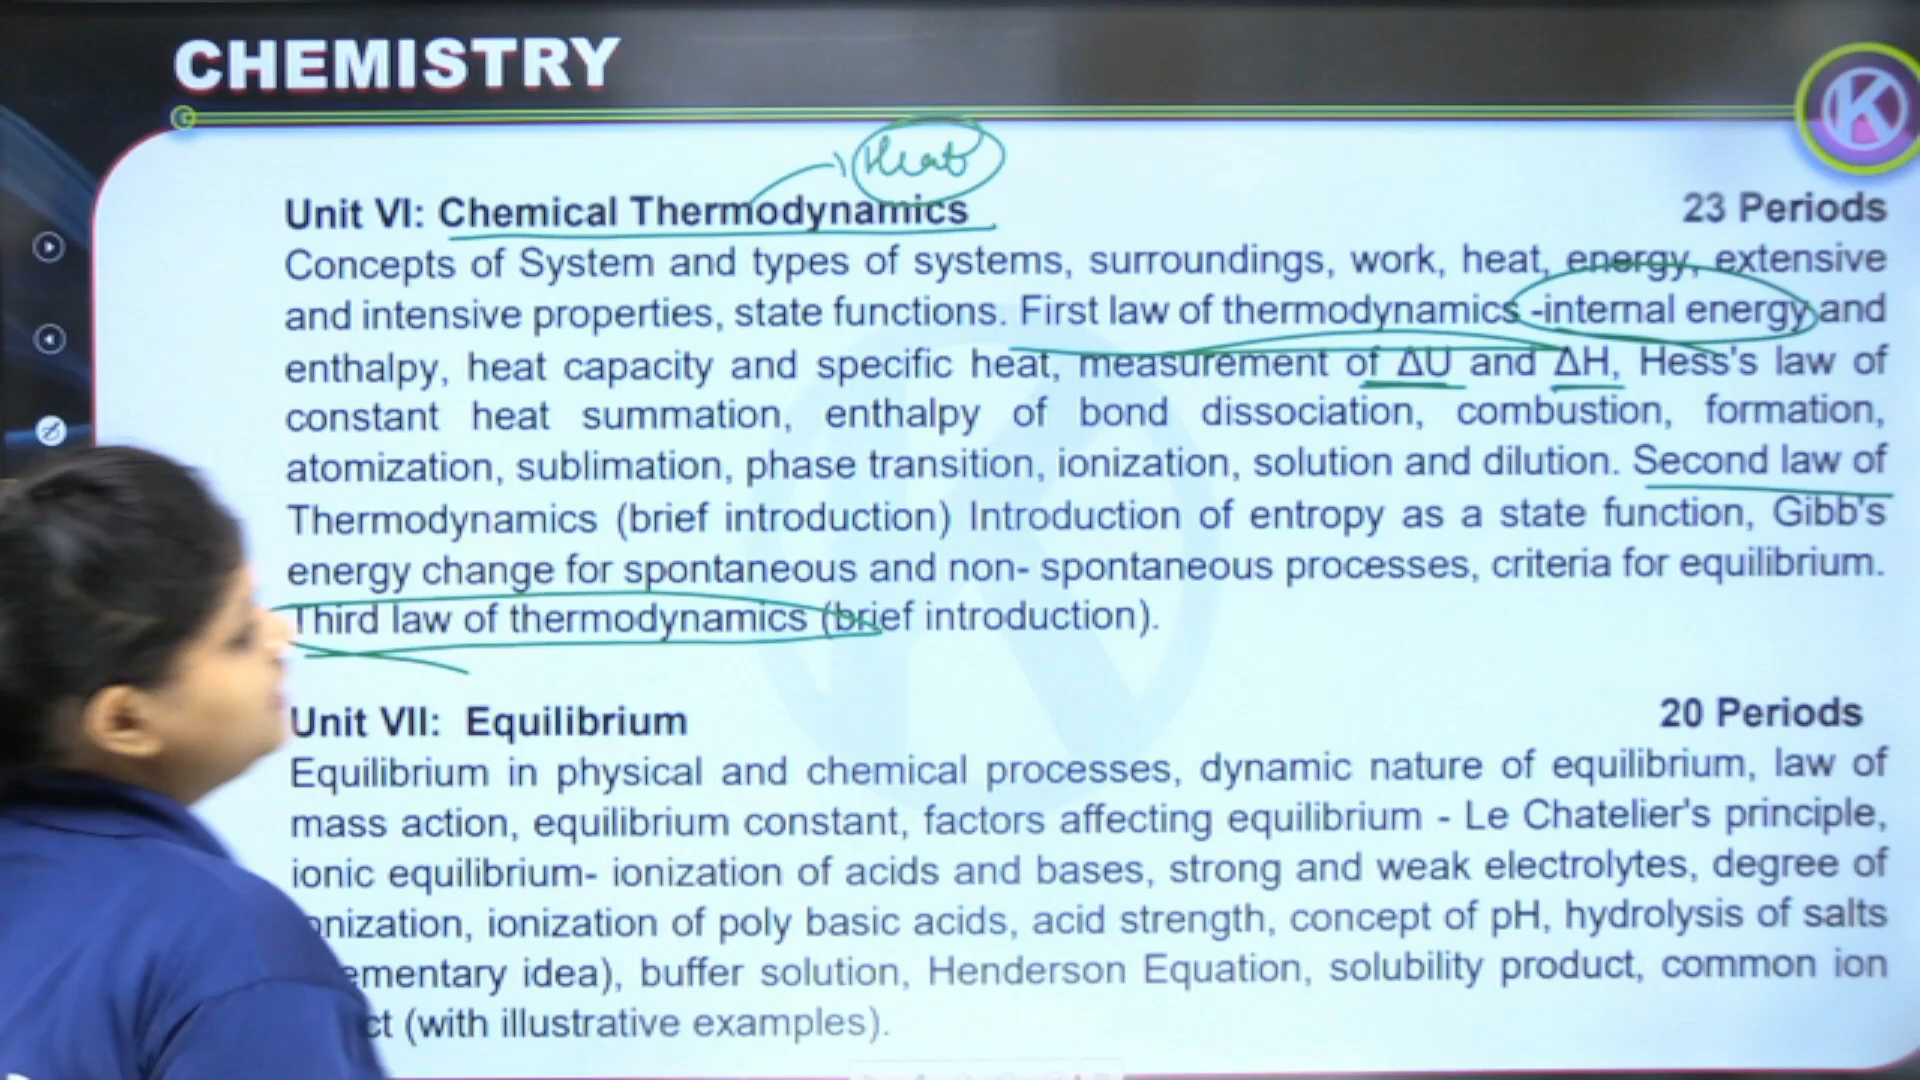 CHEMISTRY
K
Heat
Unit VI: Chemical Thermodynamics 23 Periods
Concepts of System and types of systems, surroundings, work, heat, energy, extensive
and intensive properties, state functions. First law of thermodynamics -internal energy and
enthalpy, heat capacity and specific heat, measurement of ΔU and ΔH, Hess's law of
constant heat summation, enthalpy of bond dissociation, combustion, formation,
atomization, sublimation, phase transition, ionization, solution and dilution. Second law of
Thermodynamics (brief introduction) Introduction of entropy as a state function, Gibb's
energy change for spontaneous and non- spontaneous processes, criteria for equilibrium.
Third law of thermodynamics (brief introduction).
Unit VII: Equilibrium 20 Periods
Equilibrium in physical and chemical processes, dynamic nature of equilibrium, law of
mass action, equilibrium constant, factors affecting equilibrium - Le Chatelier's principle,
ionic equilibrium- ionization of acids and bases, strong and weak electrolytes, degree of
onization, ionization of poly basic acids, acid strength, concept of pH, hydrolysis of salts
ementary idea), buffer solution, Henderson Equation, solubility product, common ion
ct (with illustrative examples).